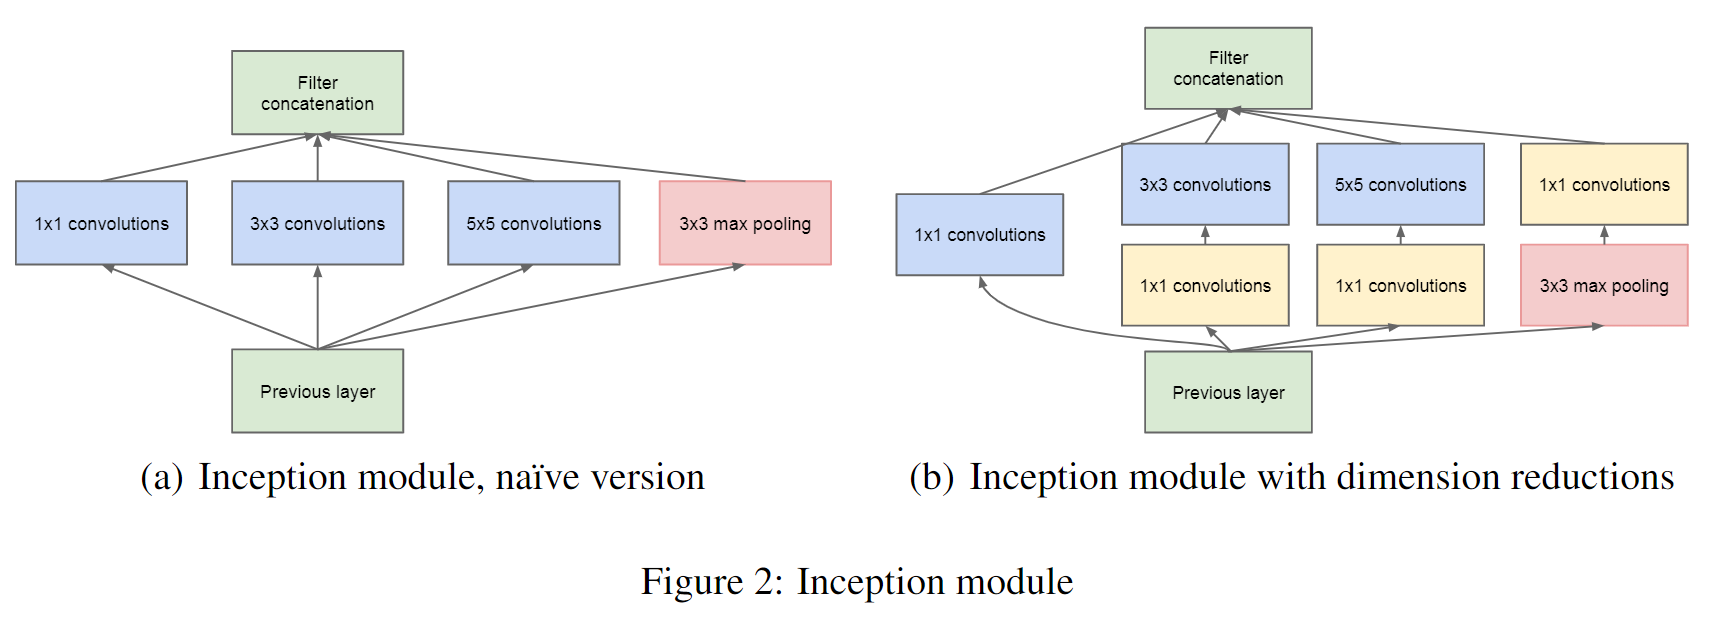 Filter
concatenation
1x1 convolutions
3x3 convolutions
5x5 convolutions
3x3 max pooling
Previous layer
(a) Inception module, naïve version
Filter
concatenation
3x3 convolutions
5x5 convolutions
1x1 convolutions
1x1 convolutions
1x1 convolutions
1x1 convolutions
3x3 max pooling
Previous layer
(b) Inception module with dimension reductions
Figure 2: Inception module